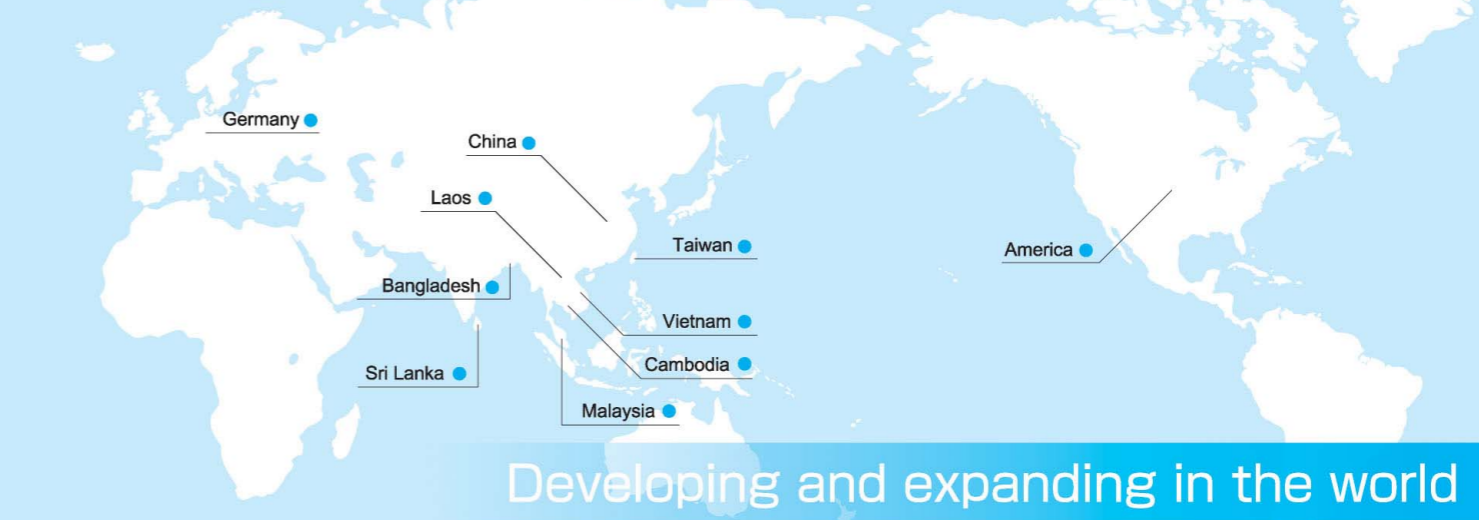 Germany
China
Laos
Taiwan
America
Bangladesh
Vietnam
Cambodia
Sri Lanka
Malaysia
Developing and expanding in the world